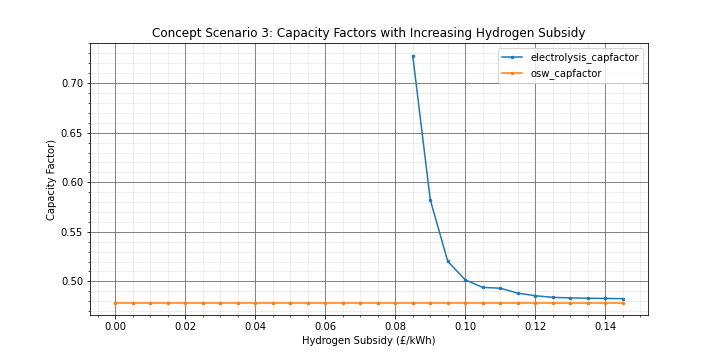 Concept Scenario 3: Capacity Factors with Increasing Hydrogen Subsidy
electrolysis_capfactor
osw_capfactor
Capacity Factor)
0.70
0.65
0.60
0.55
0.50
0.00 0.02 0.04 0.06 0.08 0.10 0.12 0.14
Hydrogen Subsidy (£/kWh)